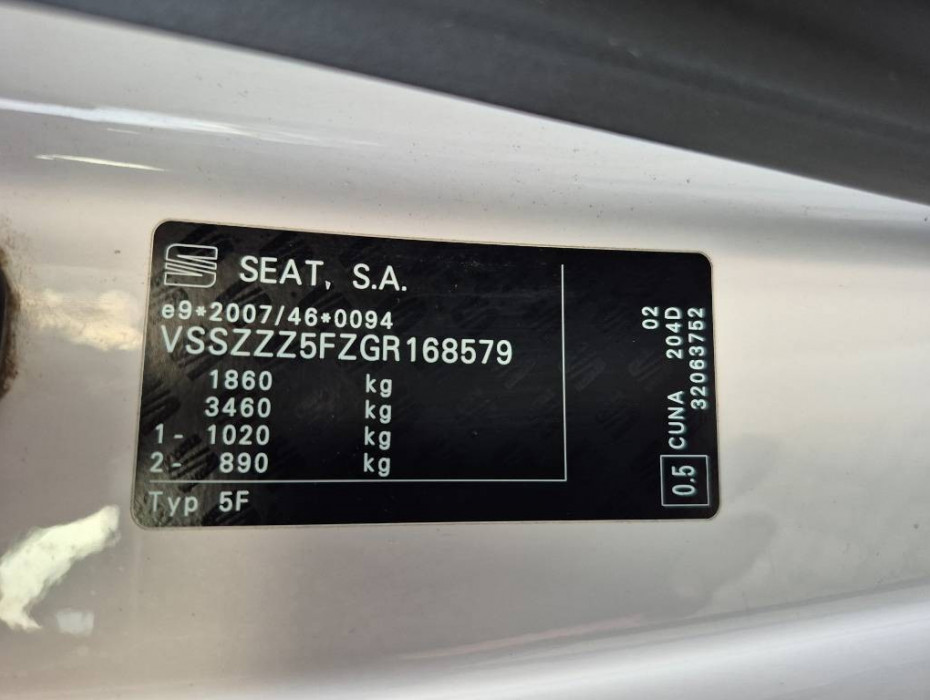 SEAT, S.A.
e9*2007/46*0094
VSSZZZ5FZGR168579
1860 kg
3460 kg
1- 1020 kg
2- 890 kg
Typ 5F
0.5 CUNA 204D 02
32063752